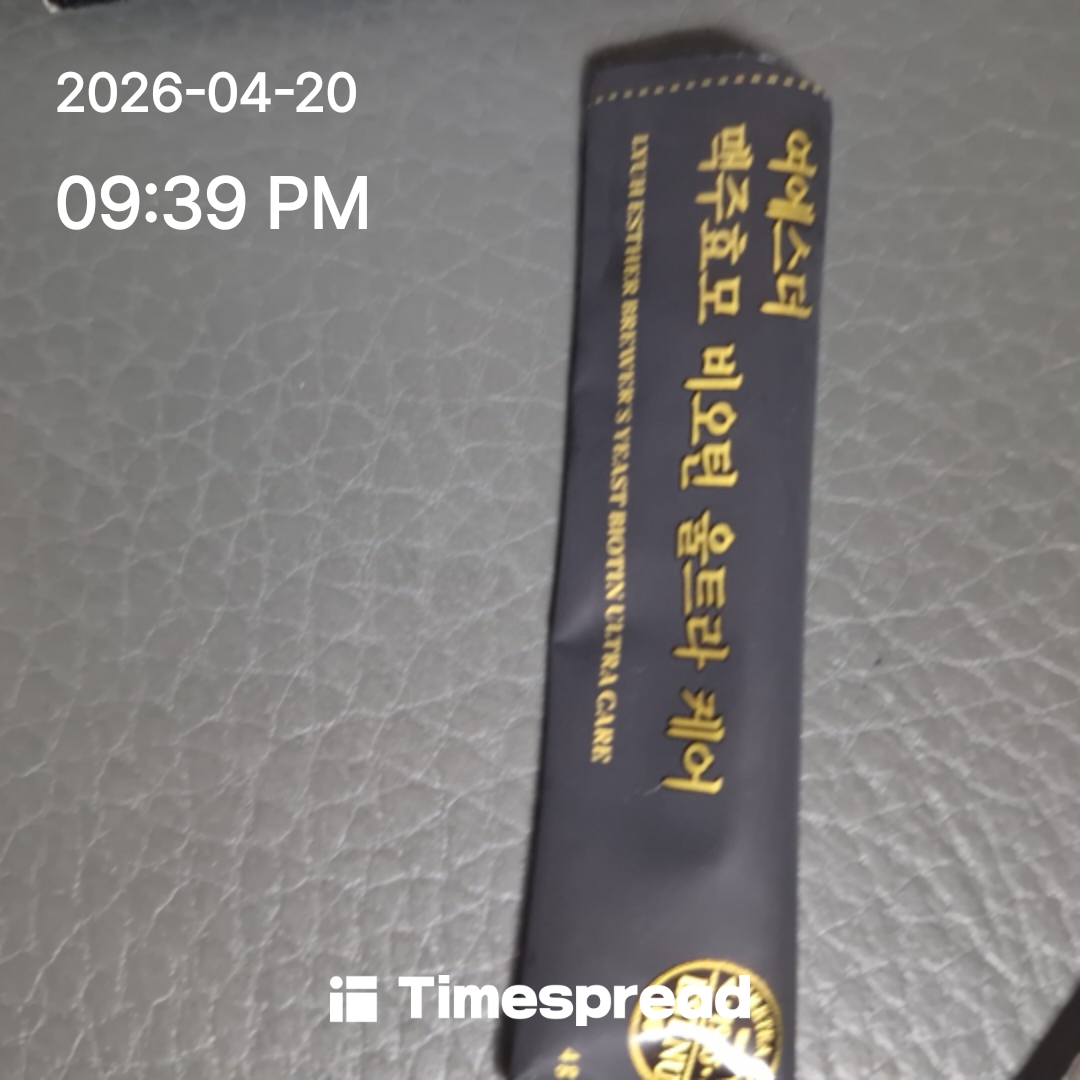 2026-04-20
09:39 PM
여에스더
맥주효모 비오틴 울트라 케어
ESTHER BREWER'S YEAST BIOTIN ULTRA CARE
Timespread